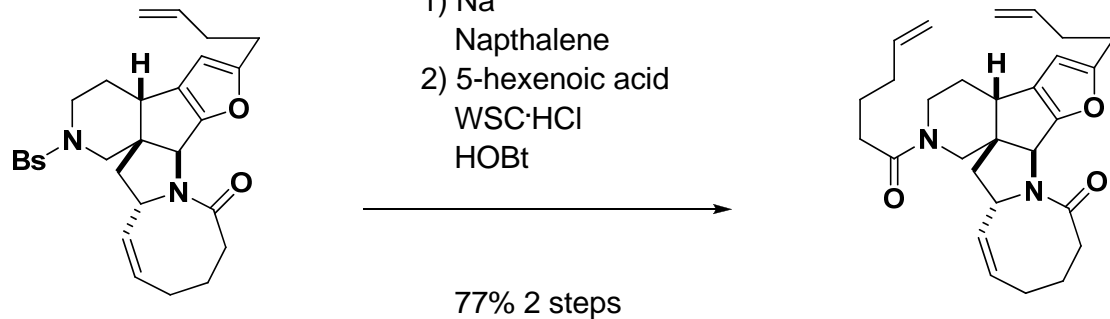 1) Na
Napthalene
2) 5-hexenoic acid
WSC·HCl
HOBt
77% 2 steps
H
O
N
Bs
N
O
H
O
N
O
N
O